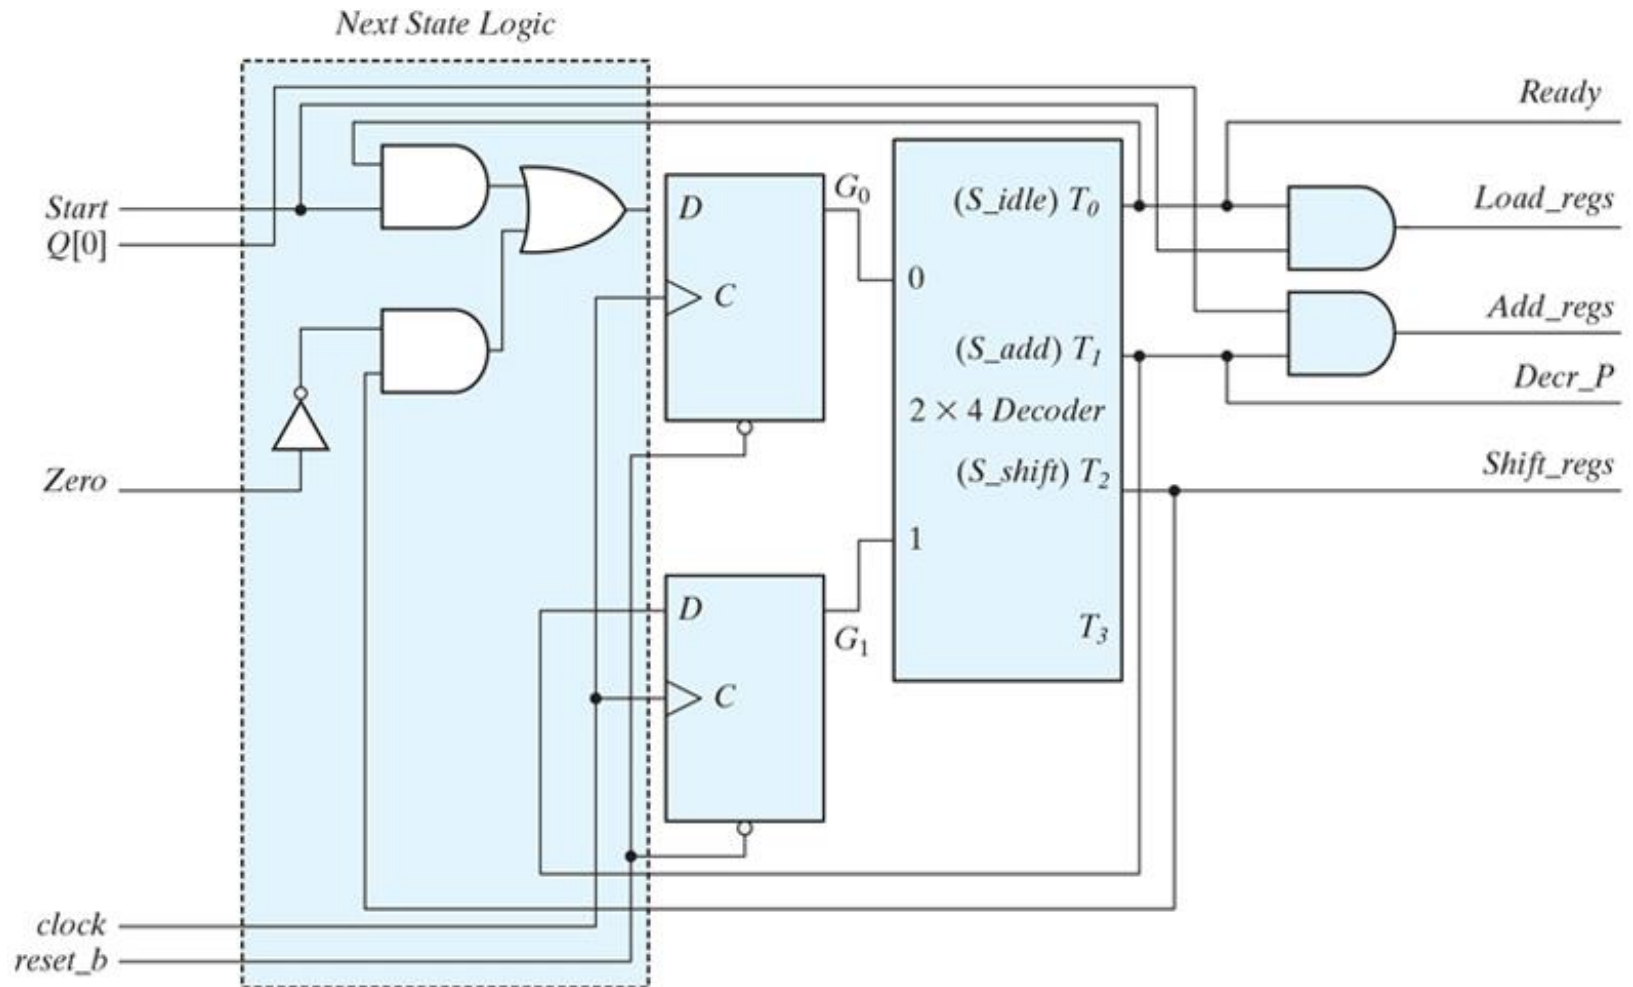 Next State Logic
Ready
Start
Q[0]
D
G0
C
(S_idle) T0
0
Load_regs
(S_add) T1
Add_regs
Decr_P
2 × 4 Decoder
Zero
(S_shift) T2
Shift_regs
1
D
G1
C
T3
clock
reset_b